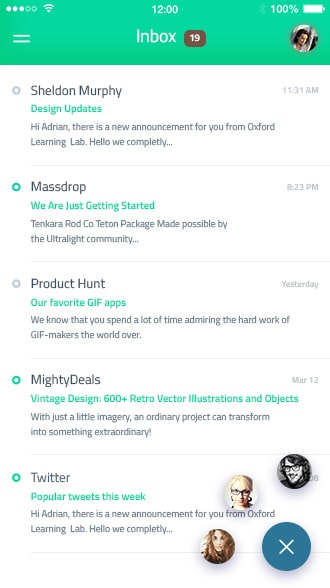 12:00
100%
Inbox 19
Sheldon Murphy 11:31 AM
Design Updates
Hi Adrian, there is a new announcement for you from Oxford
Learning Lab. Hello we completly...
Massdrop 8:23 PM
We Are Just Getting Started
Tenkara Rod Co Teton Package Made possible by
the Ultralight community...
Product Hunt Yesterday
Our favorite GIF apps
We know that you spend a lot of time admiring the hard work of
GIF-makers the world over.
MightyDeals Mar 12
Vintage Design: 600+ Retro Vector Illustrations and Objects
With just a little imagery, an ordinary project can transform
into something extraordinary!
Twitter
Popular tweets this week
Hi Adrian, there is a new announcement for you from Oxford
Learning Lab. Hello we completly...